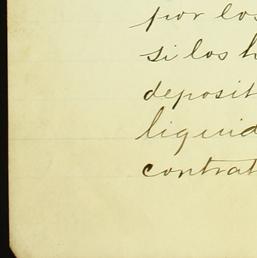 por los
si los h
deposit
liquid
contrat